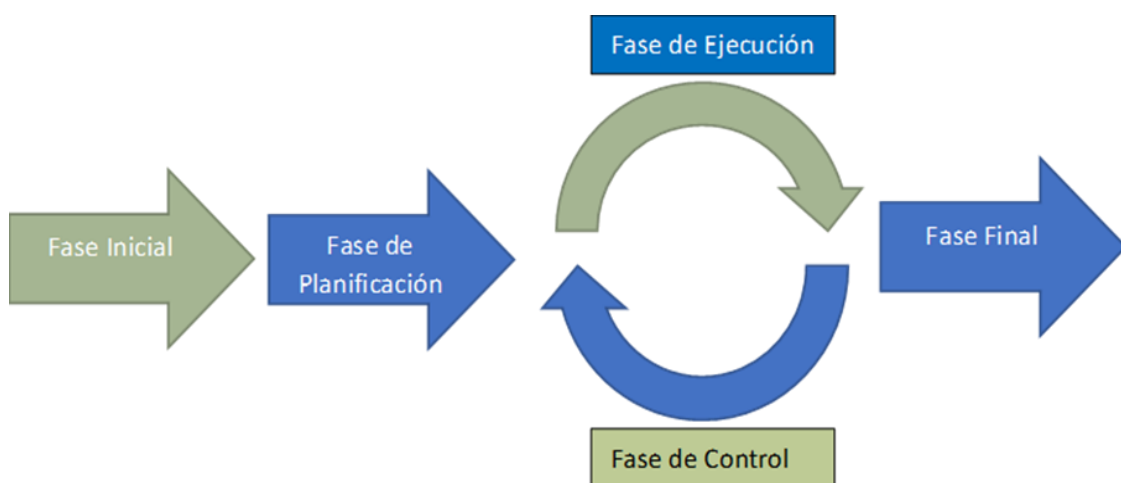 Fase de Ejecución
Fase Inicial
Fase de
Planificación
Fase Final
Fase de Control